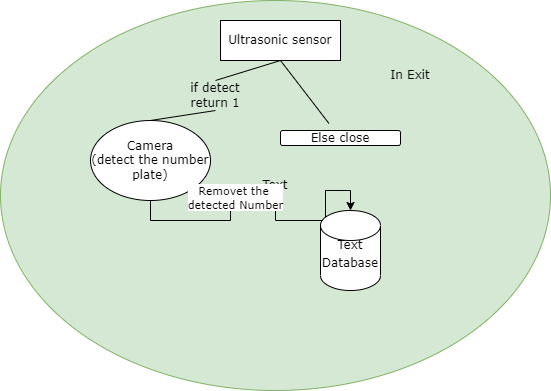 Ultrasonic sensor
In Exit
if detect
return 1
Else close
Camera
(detect the number
plate)
Text
Removet the
detected Number
Text
Database